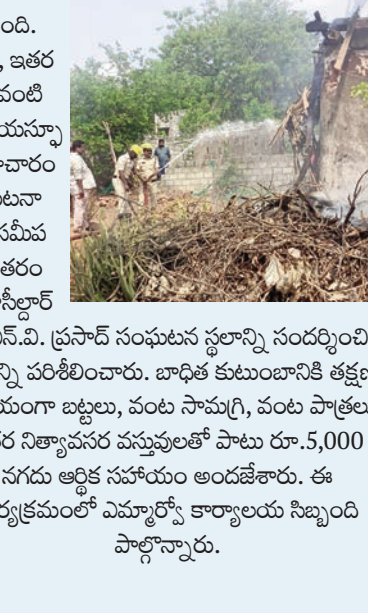 ంది.
, ఇతర
వంటి
యస్పూ
చారం
టనా
సమీప
తరం
సీల్దార్
ఎన్.వి. ప్రసాద్ సంఘటన స్థలాన్ని సందర్శించి
న్ని పరిశీలించారు. బాధిత కుటుంబానికి తక్షణ
యంగా బట్టలు, వంట సామగ్రి, వంట పాత్రలు
ర నిత్యావసర వస్తువులతో పాటు రూ.5,000
నగదు ఆర్థిక సహాయం అందజేశారు. ఈ
ర్యక్రమంలో ఎమ్మార్వో కార్యాలయ సిబ్బంది
పాల్గొన్నారు.